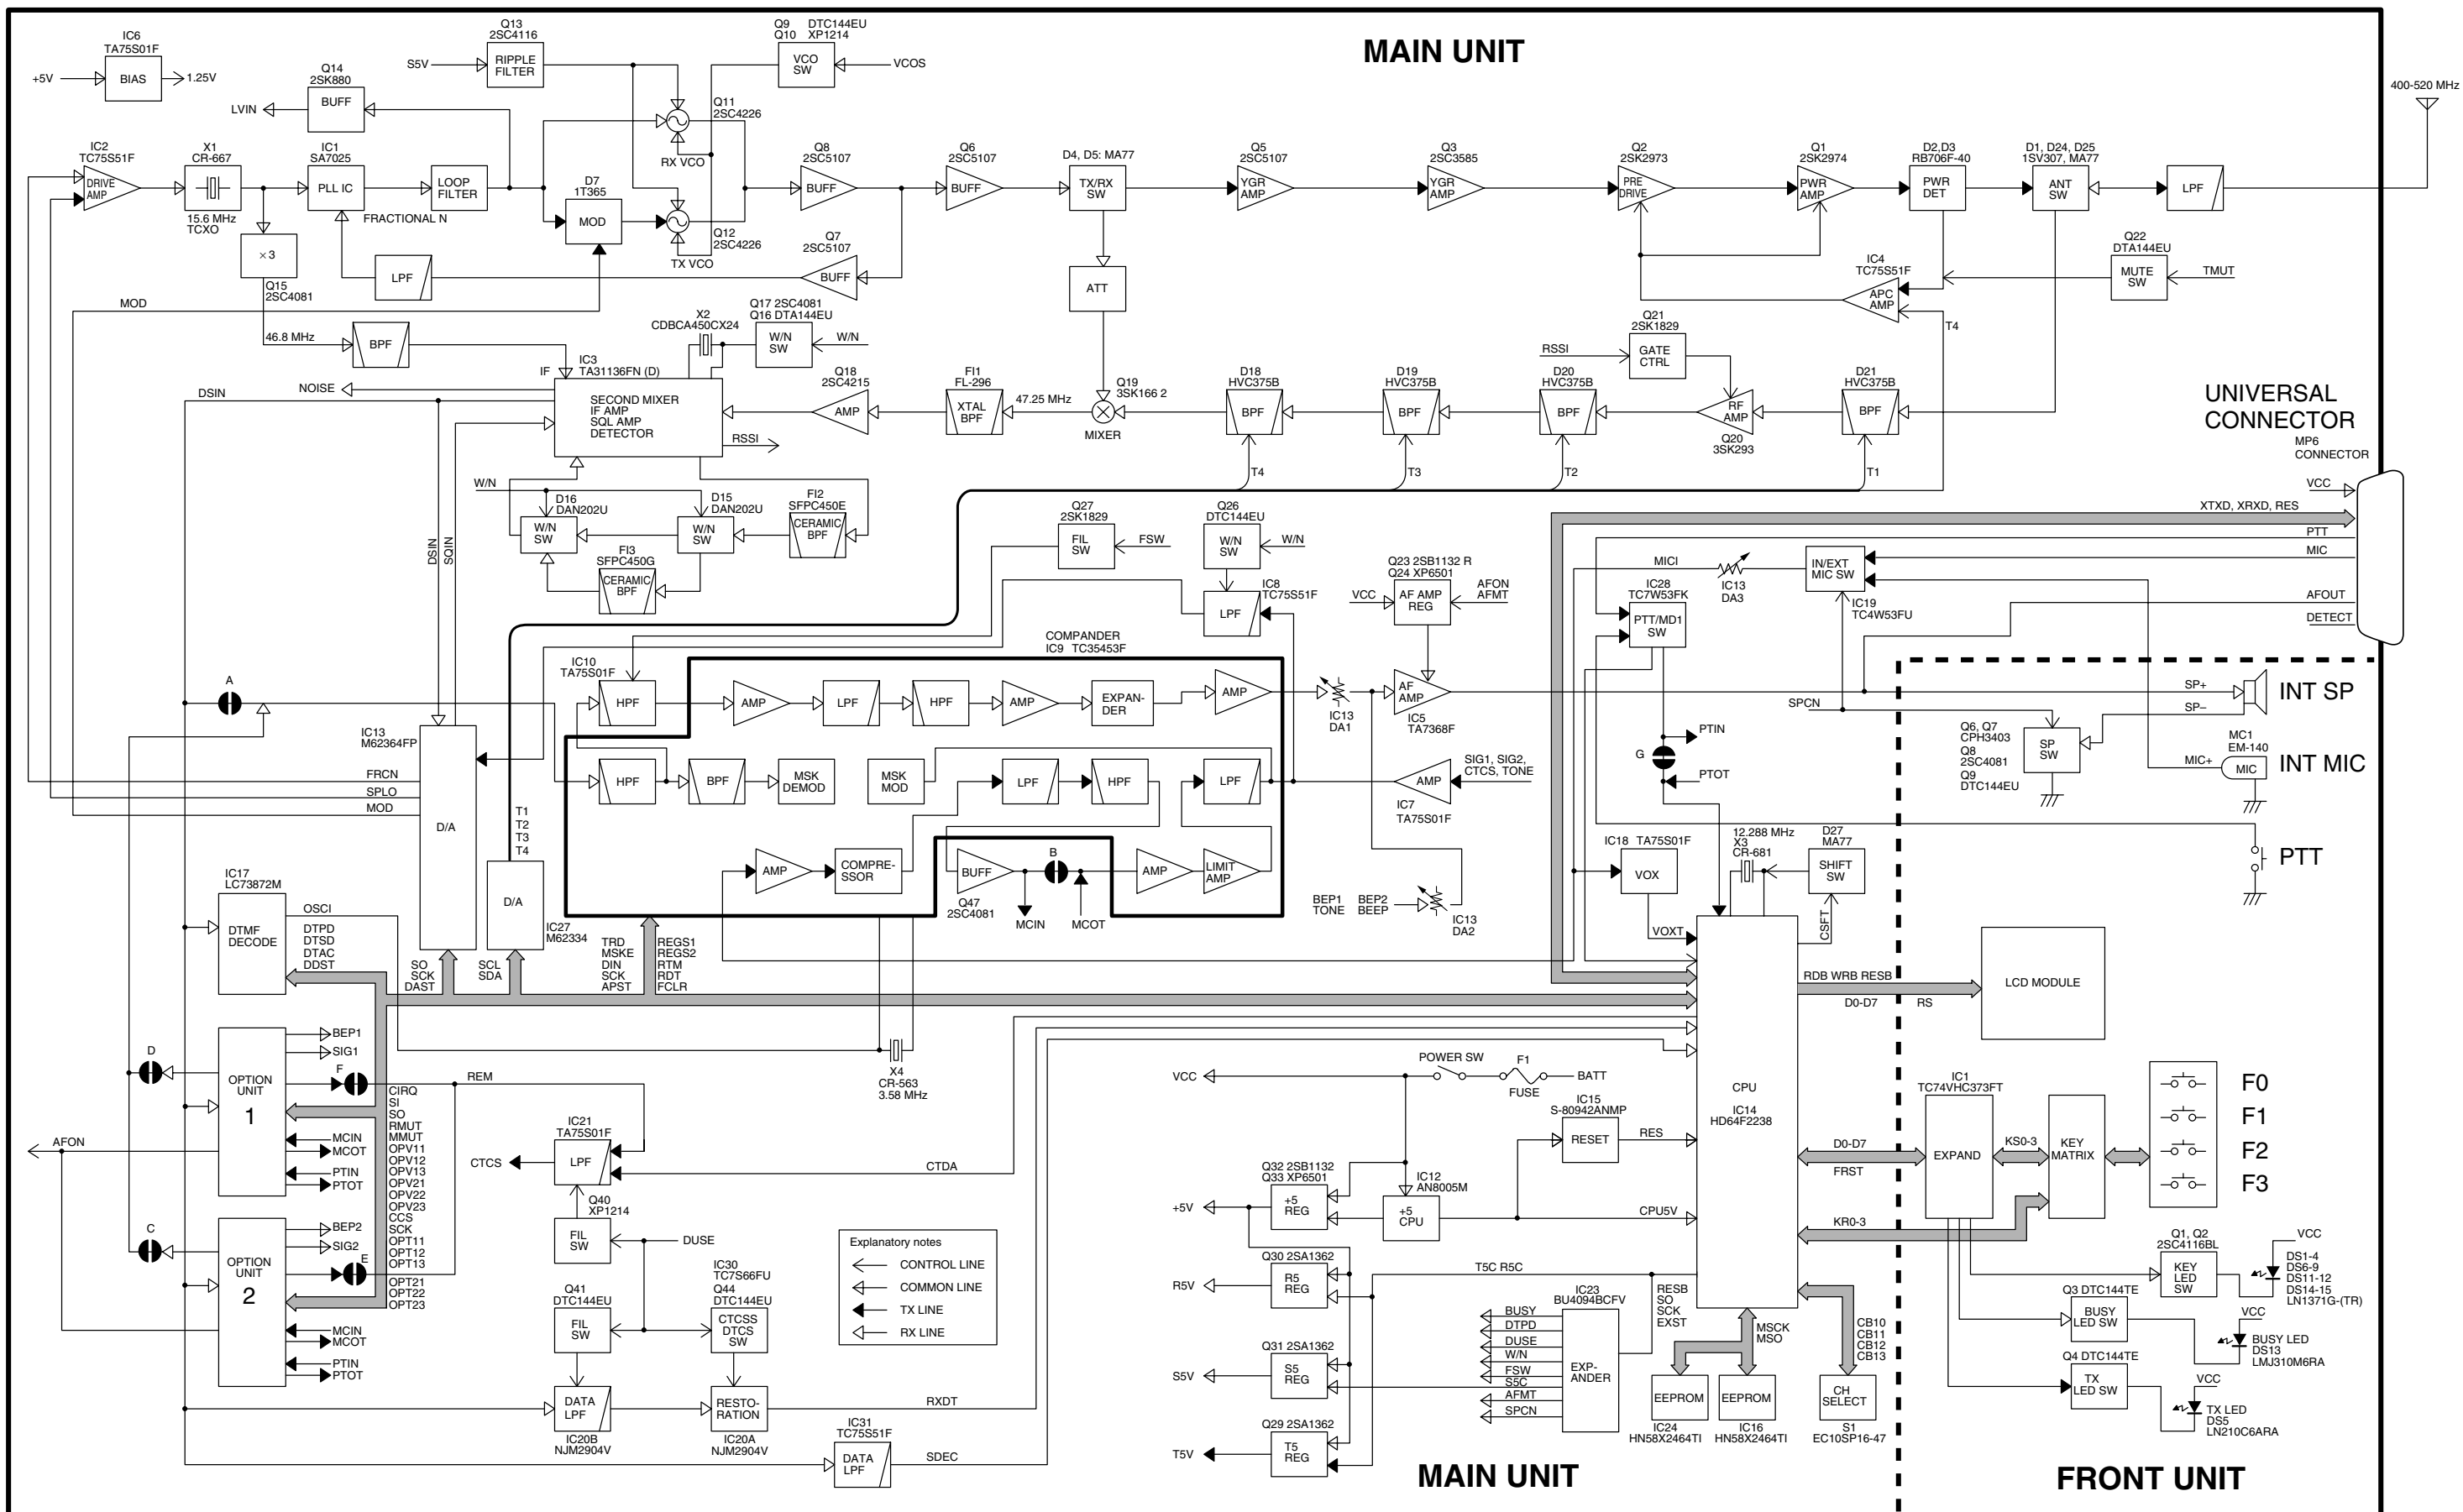 MAIN UNIT
IC6
TA75S01F
+5V
BIAS
1.25V
Q14
2SK880
BUFF
LVIN
Q13
2SC4116
S5V
RIPPLE
FILTER
Q9 DTC144EU
Q10 XP1214
VCO
SW
VCOS
Q11
2SC4226
RX VCO
IC2
TC75S51F
DRIVE
AMP
X1
CR-667
15.6 MHz
TCXO
IC1
SA7025
PLL IC
FRACTIONAL N
LOOP
FILTER
D7
1T365
MOD
Q12
2SC4226
TX VCO
Q8
2SC5107
BUFF
Q6
2SC5107
BUFF
Q7
2SC5107
BUFF
LPF
×3
Q15
2SC4081
D4, D5: MA77
TX/RX
SW
ATT
Q5
2SC5107
YGR
AMP
Q3
2SC3585
YGR
AMP
Q2
2SK2973
PRE
DRIVE
Q1
2SK2974
PWR
AMP
D2,D3
RB706F-40
PWR
DET
D1, D24, D25
1SV307, MA77
ANT
SW
LPF
400-520 MHz
Q22
DTA144EU
MUTE
SW
TMUT
IC4
TC75S51F
APC
AMP
T4
MOD
46.8 MHz
BPF
X2
CDBCA450CX24
Q17 2SC4081
Q16 DTA144EU
W/N
SW
W/N
IC3
TA31136FN (D)
IF
NOISE
SECOND MIXER
IF AMP
SQL AMP
DETECTOR
RSSI
DSIN
Q18
2SC4215
AMP
FI1
FL-296
XTAL
BPF
47.25 MHz
Q19
3SK166 2
MIXER
D18
HVC375B
BPF
D19
HVC375B
BPF
D20
HVC375B
BPF
Q21
2SK1829
RSSI
GATE
CTRL
RF
AMP
Q20
3SK293
D21
HVC375B
BPF
T4
T3
T2
T1
UNIVERSAL
CONNECTOR
MP6
CONNECTOR
VCC
XTXD, XRXD, RES
PTT
MIC
AFOUT
DETECT
W/N
D16
DAN202U
W/N
SW
D15
DAN202U
W/N
SW
FI2
SFPC450E
CERAMIC
BPF
FI3
SFPC450G
CERAMIC
BPF
DSIN
SQIN
Q27
2SK1829
FIL
SW
FSW
Q26
DTC144EU
W/N
SW
W/N
IC8
TC75S51F
LPF
Q23 2SB1132 R
Q24 XP6501
VCC
AF AMP
REG
AFON
AFMT
MICI
IC13
DA3
IN/EXT
MIC SW
IC19
TC4W53FU
IC28
TC7W53FK
PTT/MD1
SW
COMPANDER
IC9 TC35453F
IC10
TA75S01F
HPF
AMP
LPF
HPF
AMP
EXPAN-
DER
AMP
IC13
DA1
AF
AMP
IC5
TA7368F
A
IC13
M62364FP
D/A
FRCN
SPLO
MOD
T1
T2
T3
T4
D/A
IC27
M62334
HPF
BPF
MSK
DEMOD
MSK
MOD
LPF
HPF
LPF
AMP
IC7
TA75S01F
SIG1, SIG2,
CTCS, TONE
AMP
COMPRE-
SSOR
BUFF
Q47
2SC4081
B
MCIN
MCOT
AMP
LIMIT
AMP
BEP1
TONE
BEP2
BEEP
IC13
DA2
SPCN
SP+
SP–
INT SP
Q6, Q7
CPH3403
Q8
2SC4081
Q9
DTC144EU
SP
SW
MC1
EM-140
MIC+
MIC
INT MIC
PTIN
G
PTOT
PTT
IC18 TA75S01F
VOX
VOXT
12.288 MHz
X3
CR-681
D27
MA77
SHIFT
SW
CSFT
IC17
LC73872M
DTMF
DECODE
OSCI
DTPD
DTSD
DTAC
DDST
SO
SCK
DAST
SCL
SDA
TRD
MSKE
DIN
SCK
APST
REGS1
REGS2
RTM
RDT
FCLR
X4
CR-563
3.58 MHz
CPU
IC14
HD64F2238
RDB WRB RESB
D0-D7
RS
LCD MODULE
D
OPTION
UNIT
1
BEP1
SIG1
F
REM
MCIN
MCOT
PTIN
PTOT
AFON
CIRQ
SI
SO
RMUT
MMUT
OPV11
OPV12
OPV13
OPV21
OPV22
OPV23
CCS
SCK
OPT11
OPT12
OPT13
OPT21
OPT22
OPT23
C
OPTION
UNIT
2
BEP2
SIG2
E
MCIN
MCOT
PTIN
PTOT
IC21
TA75S01F
CTCS
LPF
CTDA
Q40
XP1214
FIL
SW
DUSE
Q41
DTC144EU
FIL
SW
IC30
TC7S66FU
Q44
DTC144EU
CTCSS
DTCS
SW
DATA
LPF
IC20B
NJM2904V
RESTO-
RATION
IC20A
NJM2904V
RXDT
IC31
TC75S51F
DATA
LPF
SDEC
Explanatory notes
CONTROL LINE
COMMON LINE
TX LINE
RX LINE
VCC
POWER SW
F1
FUSE
BATT
IC15
S-80942ANMP
RESET
RES
Q32 2SB1132
Q33 XP6501
+5V
+5
REG
IC12
AN8005M
+5
CPU
CPU5V
Q30 2SA1362
R5V
R5
REG
T5C R5C
Q31 2SA1362
S5V
S5
REG
Q29 2SA1362
T5V
T5
REG
IC23
BU4094BCFV
BUSY
DTPD
DUSE
W/N
FSW
S5C
AFMT
SPCN
EXP-
ANDER
RESB
SO
SCK
EXST
MSCK
MSO
EEPROM
IC24
HN58X2464TI
EEPROM
IC16
HN58X2464TI
CB10
CB11
CB12
CB13
CH
SELECT
S1
EC10SP16-47
D0-D7
FRST
IC1
TC74VHC373FT
EXPAND
KS0-3
KEY
MATRIX
KR0-3
F0
F1
F2
F3
Q1, Q2
2SC4116BL
KEY
LED
SW
VCC
DS1-4
DS6-9
DS11-12
DS14-15
LN1371G-(TR)
Q3 DTC144TE
BUSY
LED SW
VCC
BUSY LED
DS13
LMJ310M6RA
Q4 DTC144TE
TX
LED SW
VCC
TX LED
DS5
LN210C6ARA
MAIN UNIT
FRONT UNIT